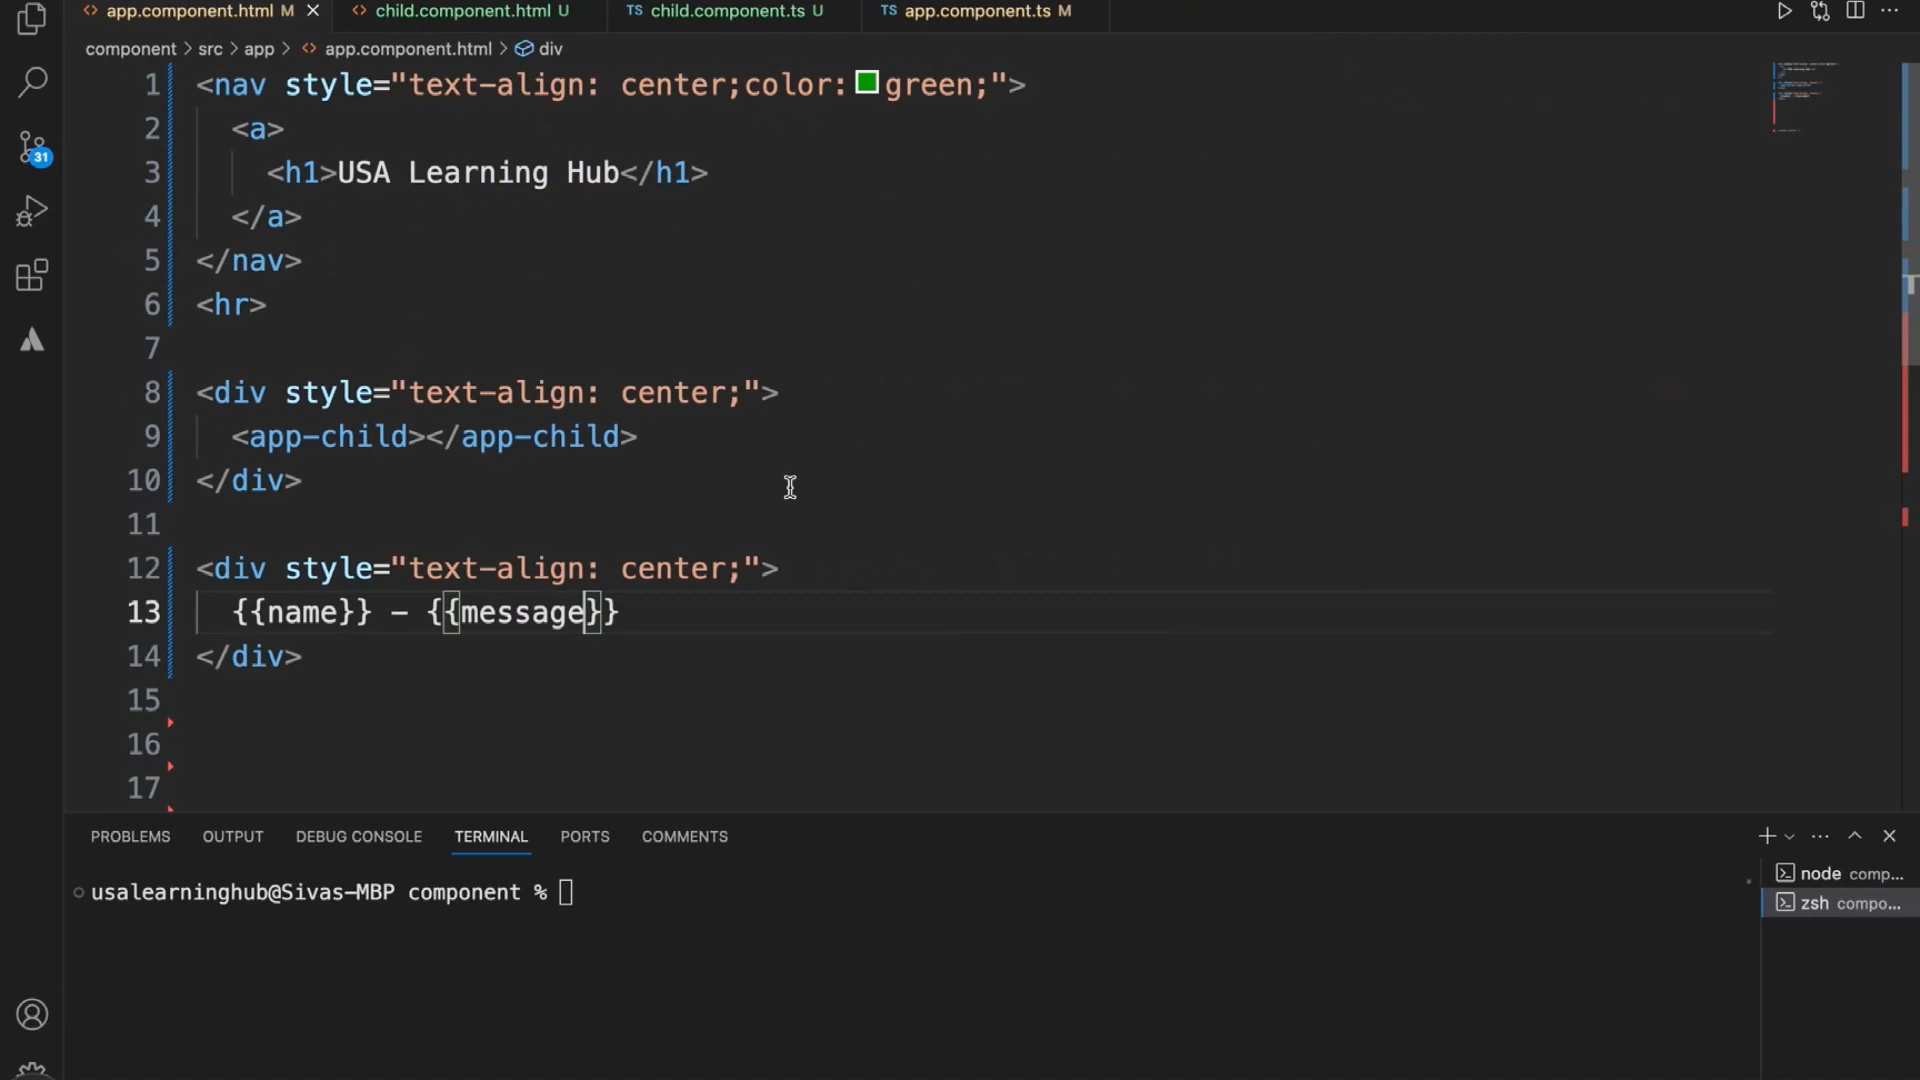 app.component.html M
child.component.html U
TS child.component.ts U
TS app.component.ts M
component > src > app > <> app.component.html > div
31
1 <nav style="text-align: center;color:green;">
2 <a>
3 <h1>USA Learning Hub</h1>
4 </a>
5 </nav>
6 <hr>
7
8 <div style="text-align: center;">
9 <app-child></app-child>
10 </div>
11
12 <div style="text-align: center;">
13 {{name}} - {{message}}
14 </div>
15
16
17
PROBLEMS OUTPUT DEBUG CONSOLE TERMINAL PORTS COMMENTS
usalearninghub@Sivas-MBP component %
node comp...
zsh compo...